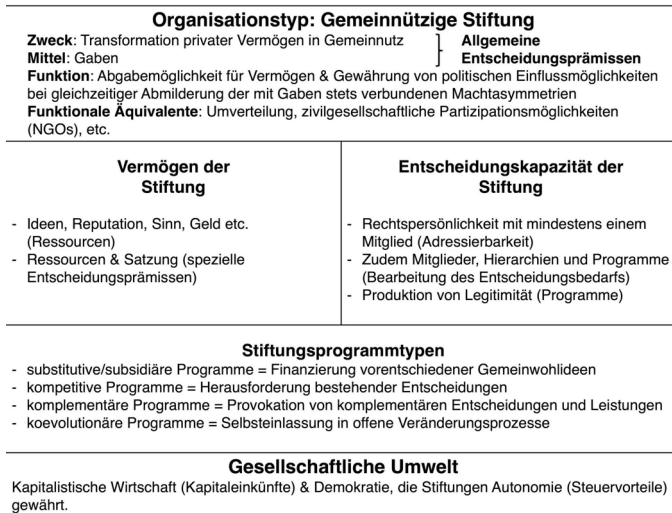 Organisationstyp: Gemeinnützige Stiftung
Zweck: Transformation privater Vermögen in Gemeinnutz
Mittel: Gaben
Allgemeine
Entscheidungsprämissen
Funktion: Abgabemöglichkeit für Vermögen & Gewährung von politischen Einflussmöglichkeiten
bei gleichzeitiger Abmilderung der mit Gaben stets verbundenen Machtasymmetrien
Funktionale Äquivalente: Umverteilung, zivilgesellschaftliche Partizipationsmöglichkeiten
(NGOs), etc.
Vermögen der
Stiftung
- Ideen, Reputation, Sinn, Geld etc.
(Ressourcen)
- Ressourcen & Satzung (spezielle
Entscheidungsprämissen)
Entscheidungskapazität der
Stiftung
- Rechtspersönlichkeit mit mindestens einem
Mitglied (Adressierbarkeit)
- Zudem Mitglieder, Hierarchien und Programme
(Bearbeitung des Entscheidungsbedarfs)
- Produktion von Legitimität (Programme)
Stiftungsprogrammtypen
- substitutive/subsidiäre Programme = Finanzierung vorentschiedener Gemeinwohlideen
- kompetitive Programme = Herausforderung bestehender Entscheidungen
- komplementäre Programme = Provokation von komplementären Entscheidungen und Leistungen
- koevolutionäre Programme = Selbsteinlassung in offene Veränderungsprozesse
Gesellschaftliche Umwelt
Kapitalistische Wirtschaft (Kapitaleinkünfte) & Demokratie, die Stiftungen Autonomie (Steuervorteile)
gewährt.